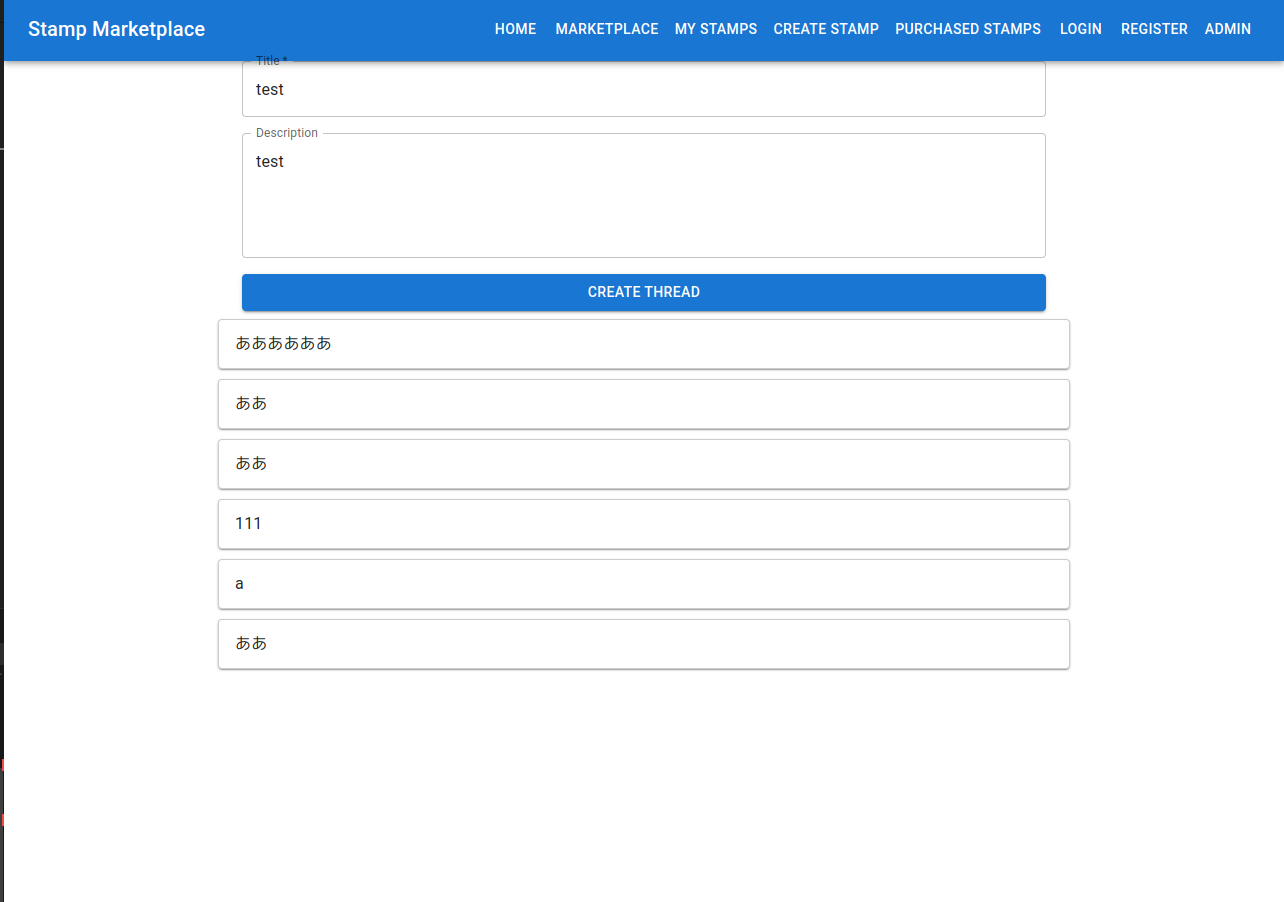 Stamp Marketplace HOME MARKETPLACE MY STAMPS CREATE STAMP PURCHASED STAMPS LOGIN REGISTER ADMIN
Title *
test
Description
test
CREATE THREAD
ああああああ
ああ
ああ
111
a
ああ